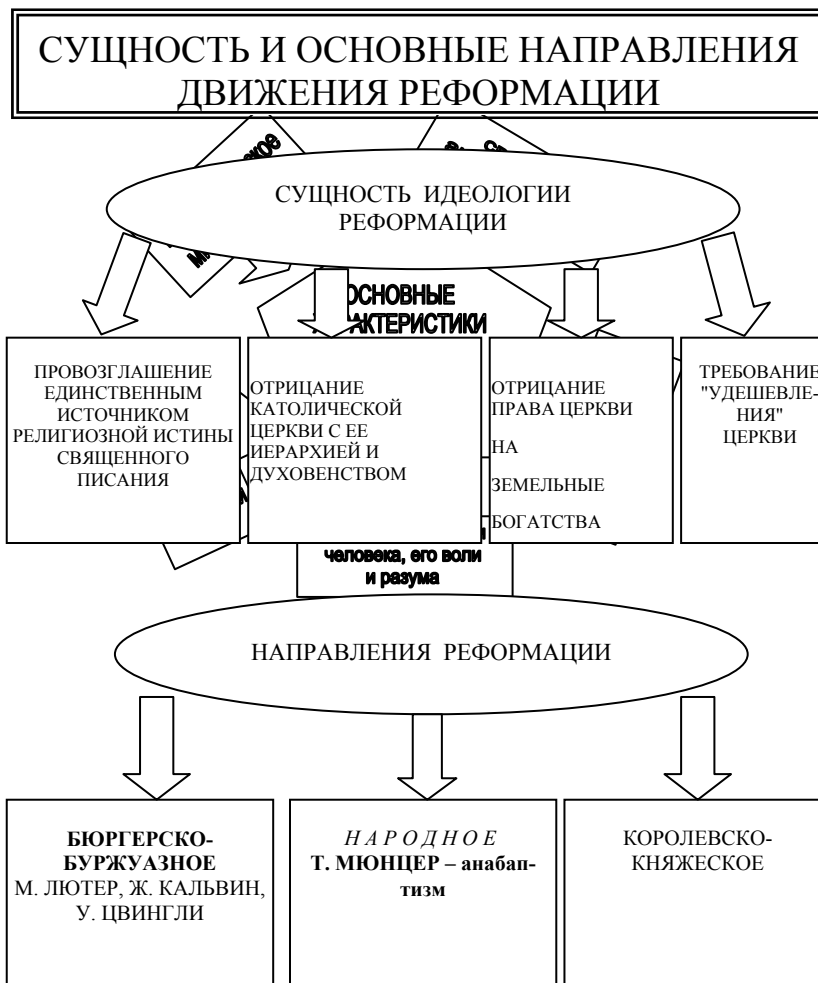 СУЩНОСТЬ И ОСНОВНЫЕ НАПРАВЛЕНИЯ
ДВИЖЕНИЯ РЕФОРМАЦИИ
СУЩНОСТЬ ИДЕОЛОГИИ
РЕФОРМАЦИИ
ОСНОВНЫЕ
ПРОВОЗГЛАШЕНИЕ
ЕДИНСТВЕННЫМ
ИСТОЧНИКОМ
РЕЛИГИОЗНОЙ ИСТИНЫ
СВЯЩЕННОГО
ПИСАНИЯ
ОТРИЦАНИЕ
КАТОЛИЧЕСКОЙ
ЦЕРКВИ С ЕЕ
ИЕРАРХИЕЙ И
ДУХОВЕНСТВОМ
ОТРИЦАНИЕ
ПРАВА ЦЕРКВИ
НА
ЗЕМЕЛЬНЫЕ
БОГАТСТВА
ТРЕБОВАНИЕ
"УДЕШЕВЛЕ-
НИЯ"
ЦЕРКВИ
человека, его воли
и разума
НАПРАВЛЕНИЯ РЕФОРМАЦИИ
БЮРГЕРСКО-
БУРЖУАЗНОЕ
М. ЛЮТЕР, Ж. КАЛЬВИН,
У. ЦВИНГЛИ
НАРОДНОЕ
Т. МЮНЦЕР – анабап-
тизм
КОРОЛЕВСКО-
КНЯЖЕСКОЕ